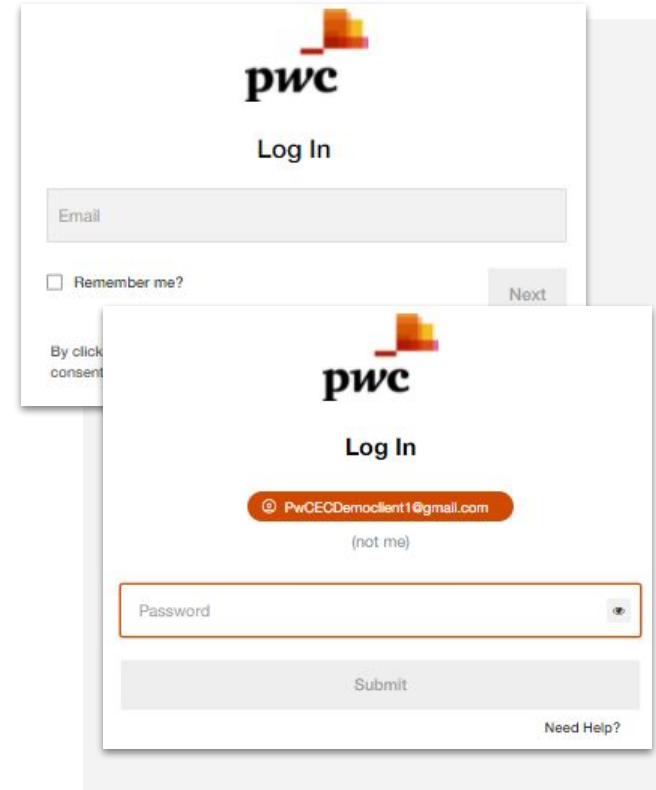 pwc
Log In
Email
Remember me?
Next
By click
consent
pwc
Log In
PwCECDemoclient1@gmail.com
(not me)
Password
Submit
Need Help?